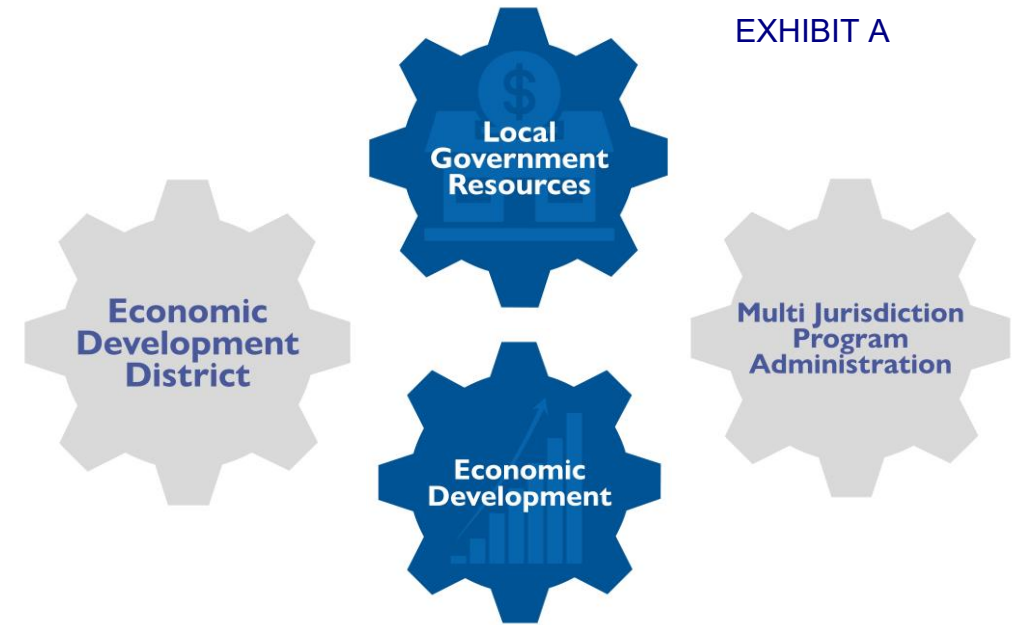 EXHIBIT A
$
Local
Government
Resources
Economic
Development
District
Multi Jurisdiction
Program
Administration
Economic
Development